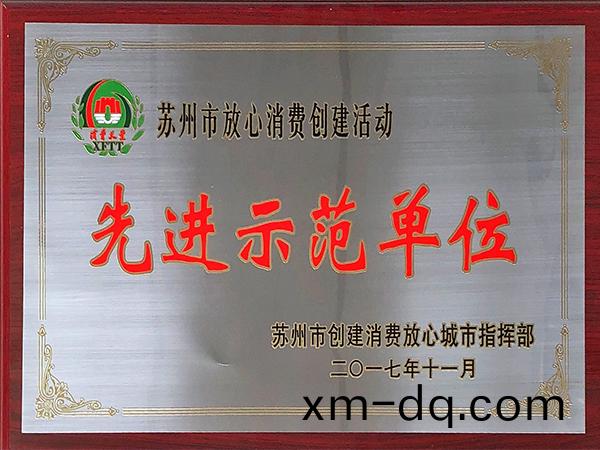 苏州市放心消费创建活动
XFTT
先进示范单位
苏州市创建消费放心城市指挥部
二〇一七年十一月
xm-dq.com